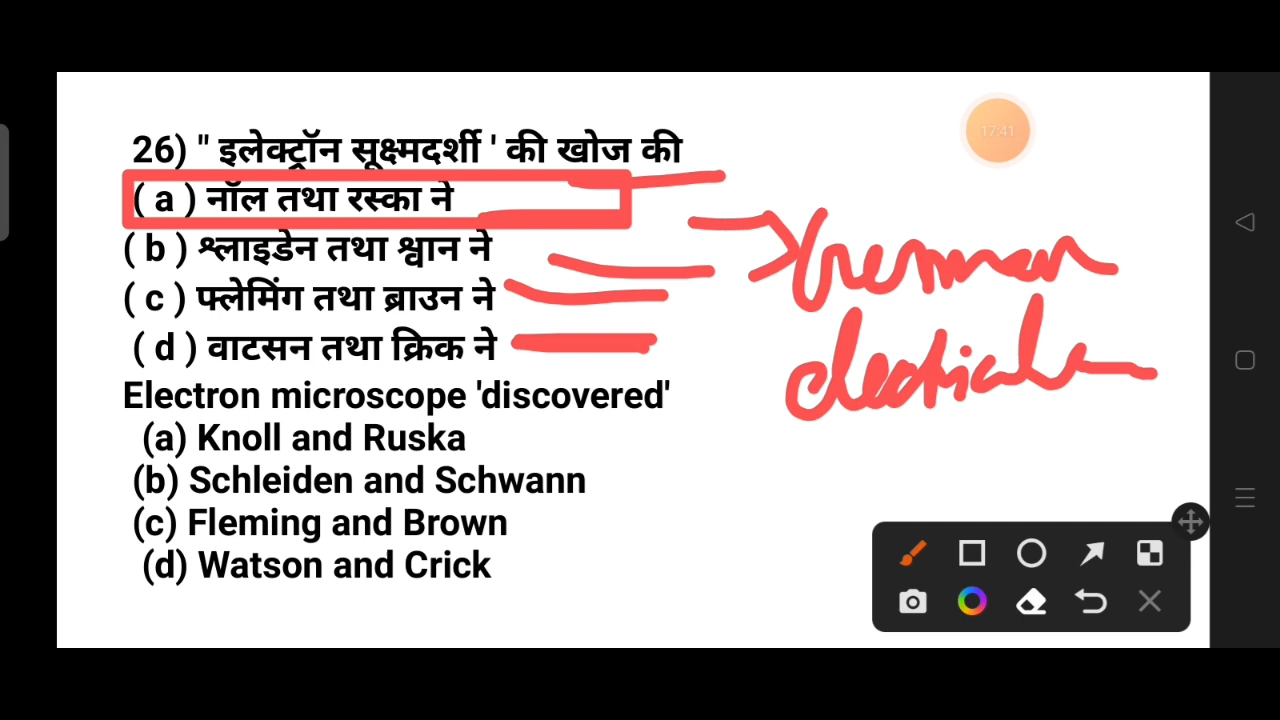 26) " इलेक्ट्रॉन सूक्ष्मदर्शी ' की खोज की
( a ) नॉल तथा रस्का ने
( b ) श्लाइडेन तथा श्वान ने
( c ) फ्लेमिंग तथा ब्राउन ने
( d ) वाटसन तथा क्रिक ने
Electron microscope 'discovered'
(a) Knoll and Ruska
(b) Schleiden and Schwann
(c) Fleming and Brown
(d) Watson and Crick
17:41
German